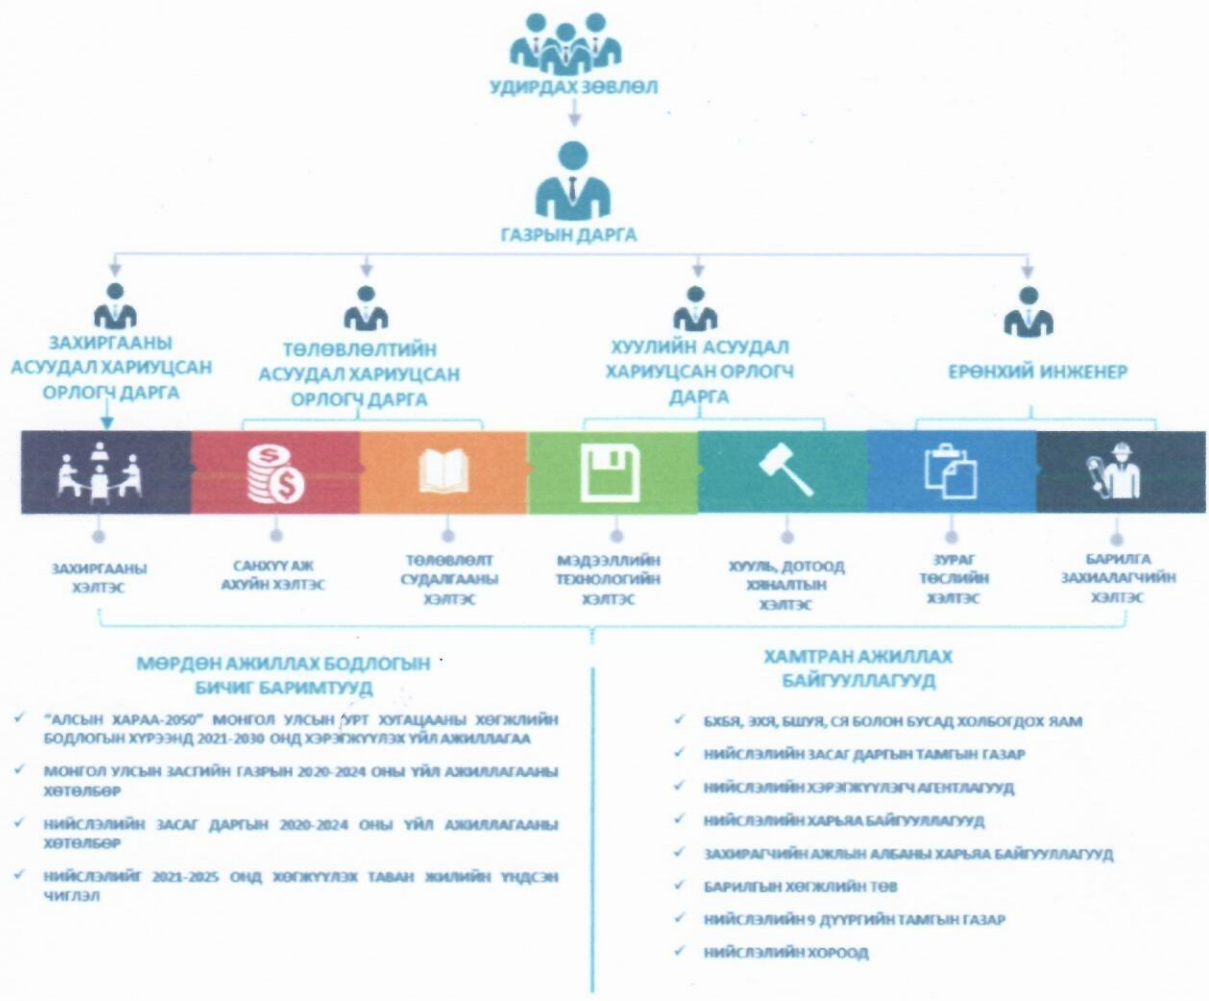 УДИРДАХ ЗӨВЛӨЛ
ГАЗРЫН ДАРГА
ЗАХИРГААНЫ
АСУУДАЛ ХАРИУЦСАН
ОРЛОГЧ ДАРГА
ТӨЛӨВЛӨЛТИЙН
АСУУДАЛ ХАРИУЦСАН
ОРЛОГЧ ДАРГА
ХУУЛИЙН АСУУДАЛ
ХАРИУЦСАН ОРЛОГЧ
ДАРГА
ЕРӨНХИЙ ИНЖЕНЕР
ЗАХИРГААНЫ
ХЭЛТЭС
САНХҮҮ АЖ
АХУЙН ХЭЛТЭС
ТӨЛӨВЛӨЛТ
СУДАЛГААНЫ
ХЭЛТЭС
МЭДЭЭЛЛИЙН
ТЕХНОЛОГИЙН
ХЭЛТЭС
ХУУЛЬ, ДОТООД
ХЯНАЛТЫН
ХЭЛТЭС
ЗУРАГ
ТӨСЛИЙН
ХЭЛТЭС
БАРИЛГА
ЗАХИАЛАГЧИЙН
ХЭЛТЭС
МӨРДӨН АЖИЛЛАХ БОДЛОГЫН
БИЧИГ БАРИМТУУД
✓ "АЛСЫН ХАРАА-2050" МОНГОЛ УЛСЫН УРТ ХУГАЦААНЫ ХӨГЖЛИЙН
БОДЛОГЫН ХҮРЭЭНД 2021-2030 ОНД ХЭРЭГЖҮҮЛЭХ ҮЙЛ АЖИЛЛАГАА
✓ МОНГОЛ УЛСЫН ЗАСГИЙН ГАЗРЫН 2020-2024 ОНЫ ҮЙЛ АЖИЛЛАГААНЫ
ХӨТӨЛБӨР
✓ НИЙСЛЭЛИЙН ЗАСАГ ДАРГЫН 2020-2024 ОНЫ ҮЙЛ АЖИЛЛАГААНЫ
ХӨТӨЛБӨР
✓ НИЙСЛЭЛИЙГ 2021-2025 ОНД ХӨГЖҮҮЛЭХ ТАВАН ЖИЛИЙН ҮНДСЭН
ЧИГЛЭЛ
ХАМТРАН АЖИЛЛАХ
БАЙГУУЛЛАГУУД
✓ БХБЯ, ЭХЯ, БШУЯ, СЯ БОЛОН БУСАД ХОЛБОГДОХ ЯАМ
✓ НИЙСЛЭЛИЙН ЗАСАГ ДАРГЫН ТАМГЫН ГАЗАР
✓ НИЙСЛЭЛИЙН ХЭРЭГЖҮҮЛЭГЧ АГЕНТЛАГУУД
✓ НИЙСЛЭЛИЙН ХАРЬЯА БАЙГУУЛЛАГУУД
✓ ЗАХИРАГЧИЙН АЖЛЫН АЛБАНЫ ХАРЬЯА БАЙГУУЛЛАГУУД
✓ БАРИЛГЫН ХӨГЖЛИЙН ТӨВ
✓ НИЙСЛЭЛИЙН 9 ДҮҮРГИЙН ТАМГЫН ГАЗАР
✓ НИЙСЛЭЛИЙН ХОРООД